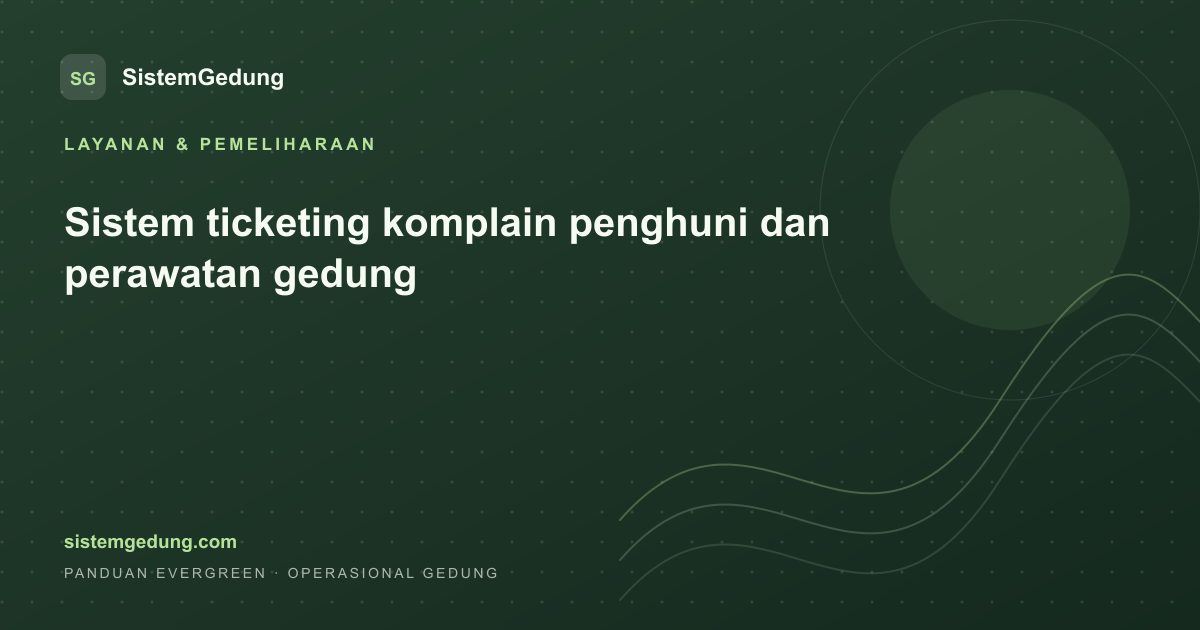 SG
SistemGedung
LAYANAN & PEMELIHARAAN
Sistem ticketing komplain penghuni dan
perawatan gedung
sistemgedung.com
PANDUAN EVERGREEN · OPERASIONAL GEDUNG